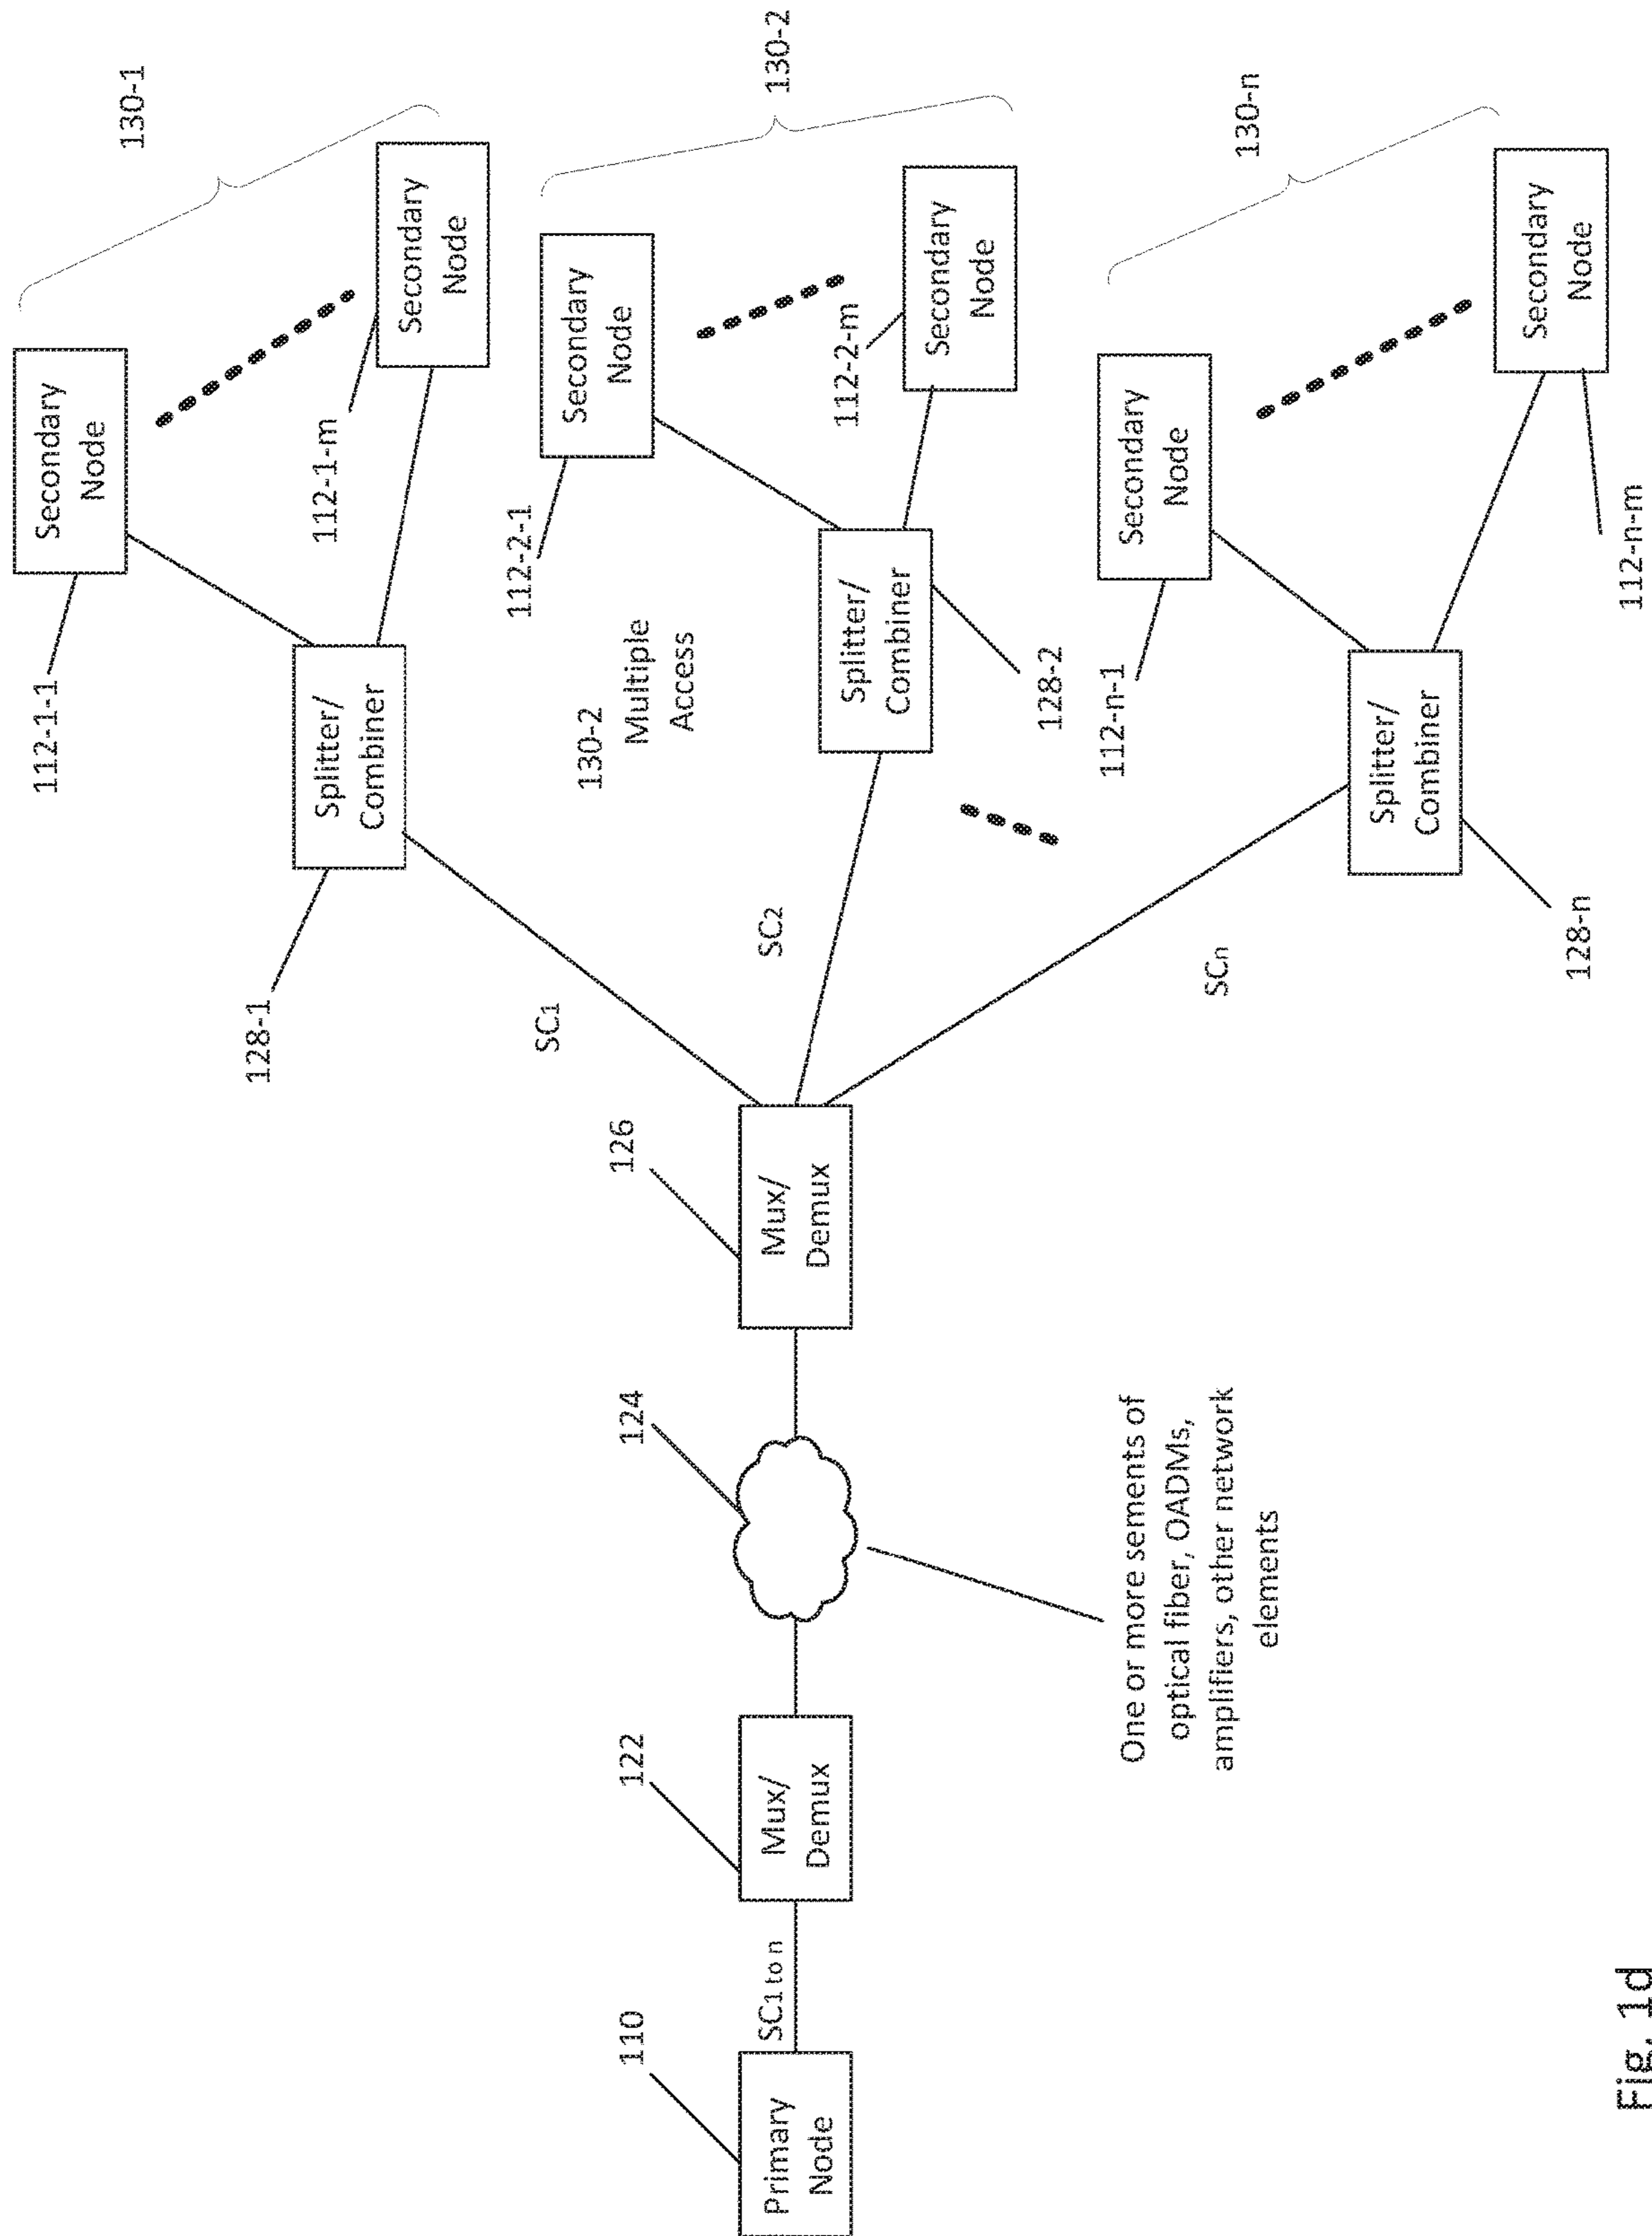 130-1
Secondary
Node
112-1-1
112-1-m
Secondary
Node
Splitter/
Combiner
128-1
SC1
130-2
Secondary
Node
112-2-1
130-2
Multiple
Access
112-2-m
Secondary
Node
Splitter/
Combiner
128-2
SC2
130-n
Secondary
Node
112-n-1
Secondary
Node
112-n-m
Splitter/
Combiner
128-n
SCn
110
Primary
Node
SC1 to n
122
Mux/
Demux
124
126
Mux/
Demux
One or more sements of
optical fiber, OADMs,
amplifiers, other network
elements
Fig. 1d